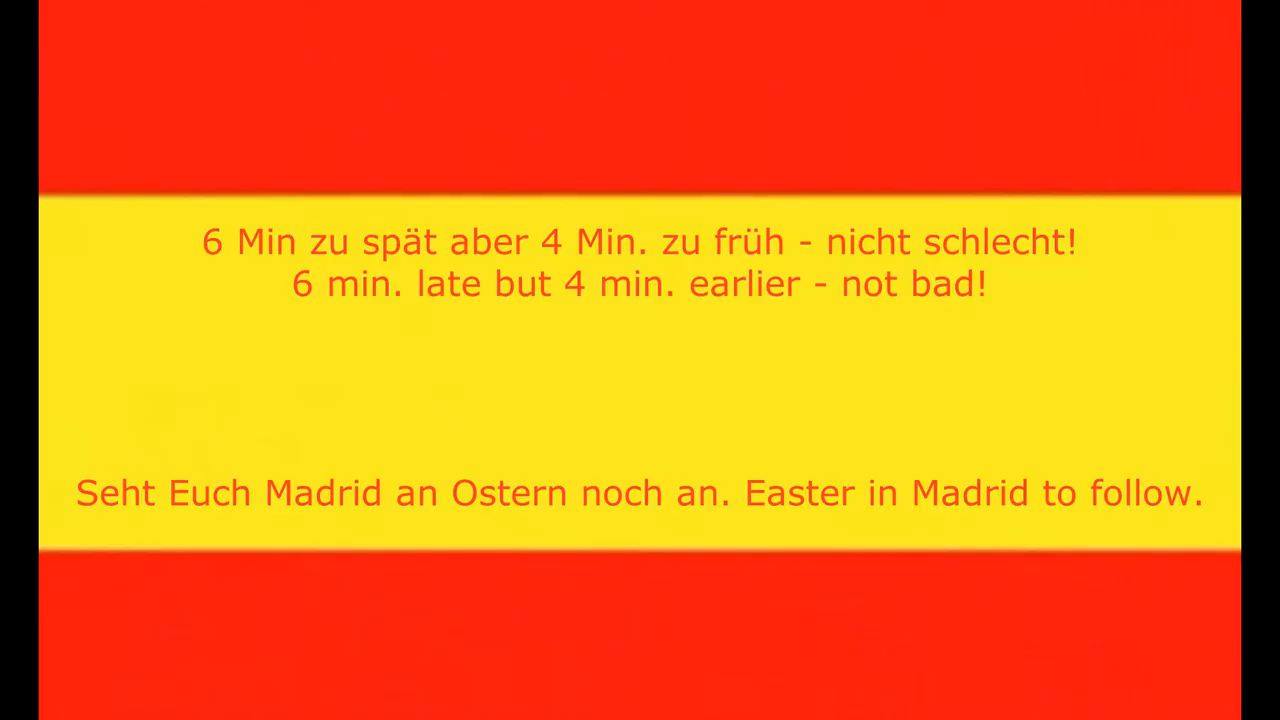 6 Min zu spät aber 4 Min. zu früh - nicht schlecht!
6 min. late but 4 min. earlier - not bad!
Seht Euch Madrid an Ostern noch an. Easter in Madrid to follow.